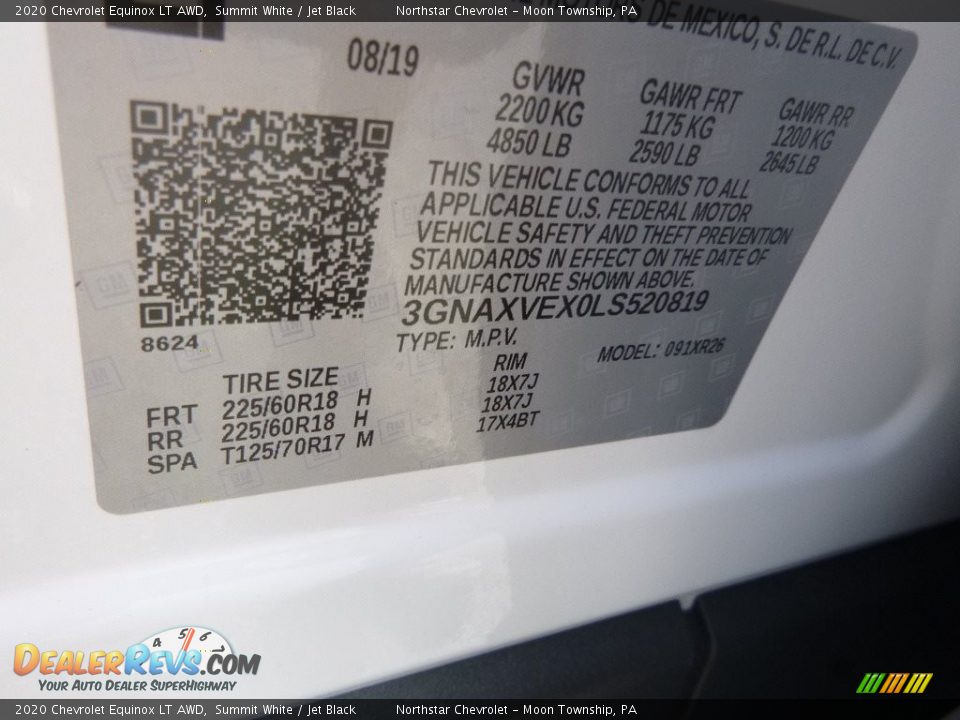 2020 Chevrolet Equinox LT AWD, Summit White / Jet Black Northstar Chevrolet - Moon Township, PA
MOTORS DE MEXICO, S. DE R.L. DE C.V.
08/19
GVWR GAWR FRT GAWR RR
2200 KG 1175 KG 1200 KG
4850 LB 2590 LB 2645 LB
THIS VEHICLE CONFORMS TO ALL
APPLICABLE U.S. FEDERAL MOTOR
VEHICLE SAFETY AND THEFT PREVENTION
STANDARDS IN EFFECT ON THE DATE OF
MANUFACTURE SHOWN ABOVE.
3GNAXVEX0LS520819
8624
TYPE: M.P.V. MODEL: 091XR26
TIRE SIZE RIM
FRT 225/60R18 H 18X7J
RR 225/60R18 H 18X7J
SPA T125/70R17 M 17X4BT
4 5 6
DealerRevs.com
Your Auto Dealer SuperHighway
2020 Chevrolet Equinox LT AWD, Summit White / Jet Black Northstar Chevrolet - Moon Township, PA